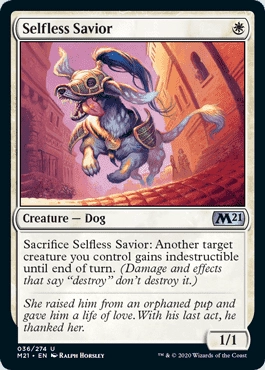 Selfless Savior
Creature — Dog
M21
Sacrifice Selfless Savior: Another target
creature you control gains indestructible
until end of turn. (Damage and effects
that say “destroy” don’t destroy it.)
She raised him from an orphaned pup and
gave him a life of love. With his last act, he
thanked her.
1/1
036/274 U
M21 • EN RALPH HORSLEY
™ & © 2020 Wizards of the Coast